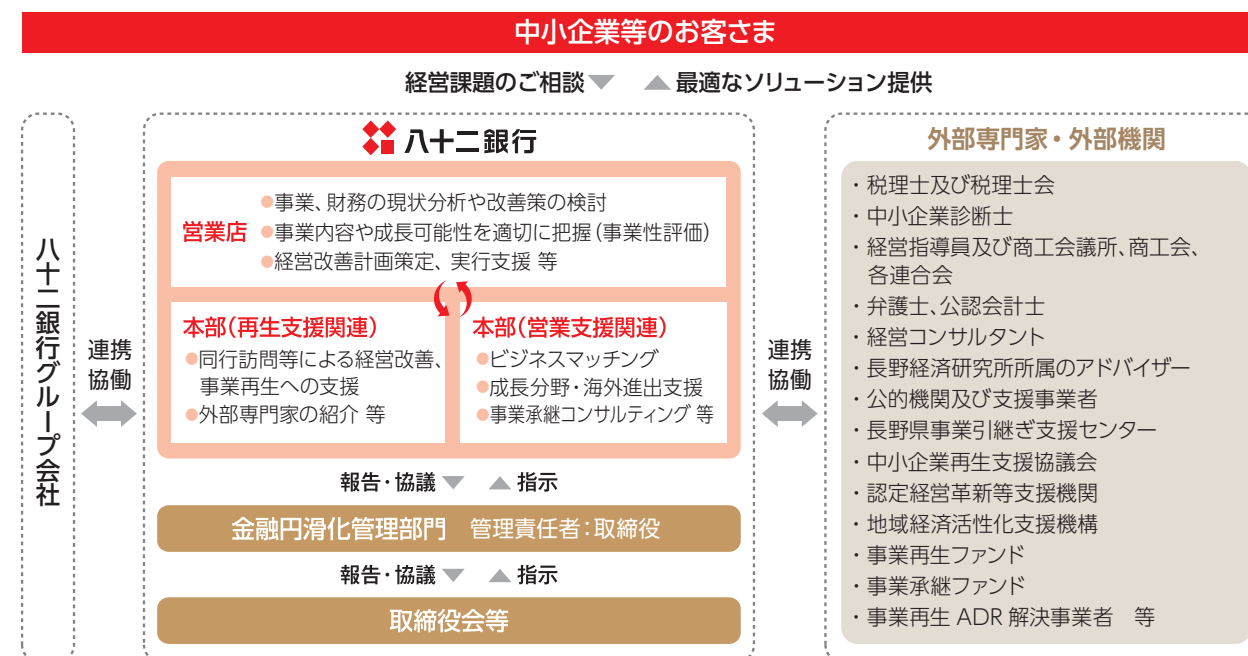 中小企業等のお客さま
経営課題のご相談▼ ▲最適なソリューション提供
八十二銀行グループ会社
連携
協働
八十二銀行
営業店
●事業、財務の現状分析や改善策の検討
●事業内容や成長可能性を適切に把握(事業性評価)
●経営改善計画策定、実行支援 等
本部(再生支援関連)
●同行訪問等による経営改善、
事業再生への支援
●外部専門家の紹介 等
本部(営業支援関連)
●ビジネスマッチング
●成長分野・海外進出支援
●事業承継コンサルティング 等
報告・協議▼ ▲指示
金融円滑化管理部門 管理責任者:取締役
報告・協議▼ ▲指示
取締役会等
連携
協働
外部専門家・外部機関
・税理士及び税理士会
・中小企業診断士
・経営指導員及び商工会議所、商工会、
各連合会
・弁護士、公認会計士
・経営コンサルタント
・長野経済研究所所属のアドバイザー
・公的機関及び支援事業者
・長野県事業引継ぎ支援センター
・中小企業再生支援協議会
・認定経営革新等支援機関
・地域経済活性化支援機構
・事業再生ファンド
・事業承継ファンド
・事業再生 ADR 解決事業者 等